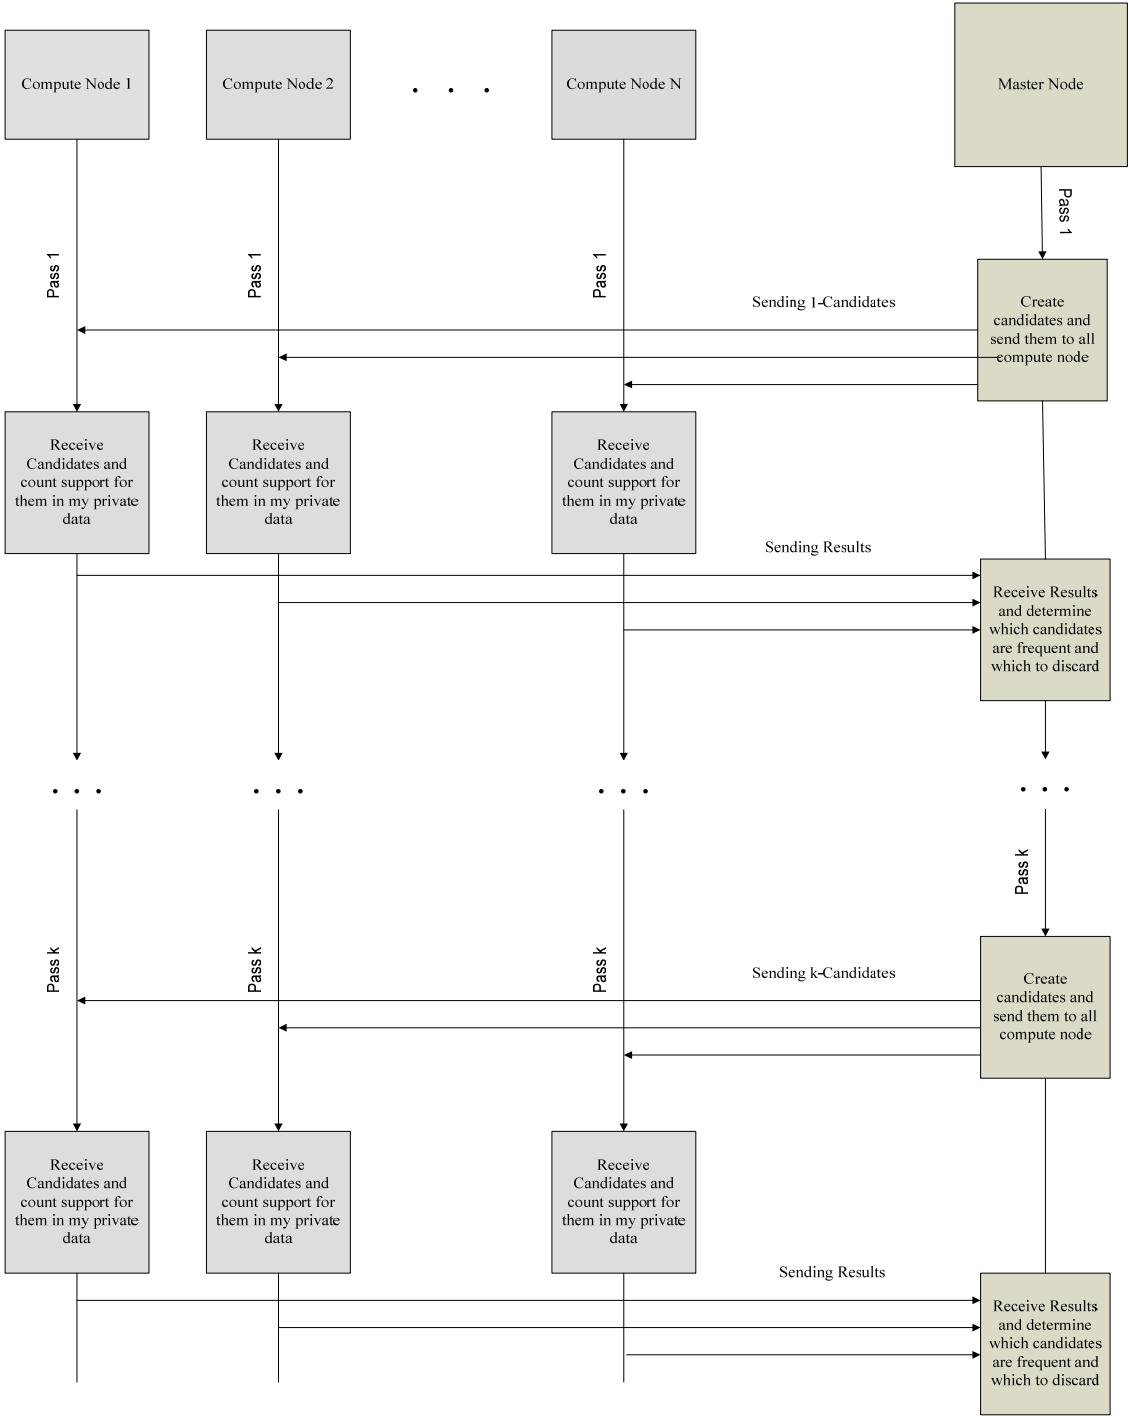 Compute Node 1
Compute Node 2
. . .
Compute Node N
Master Node
Pass 1
Pass 1
Pass 1
Pass 1
Sending 1-Candidates
Create
candidates and
send them to all
compute node
Receive
Candidates and
count support for
them in my private
data
Receive
Candidates and
count support for
them in my private
data
Receive
Candidates and
count support for
them in my private
data
Sending Results
Receive Results
and determine
which candidates
are frequent and
which to discard
. . .
. . .
. . .
. . .
Pass k
Pass k
Pass k
Pass k
Sending k-Candidates
Create
candidates and
send them to all
compute node
Receive
Candidates and
count support for
them in my private
data
Receive
Candidates and
count support for
them in my private
data
Receive
Candidates and
count support for
them in my private
data
Sending Results
Receive Results
and determine
which candidates
are frequent and
which to discard